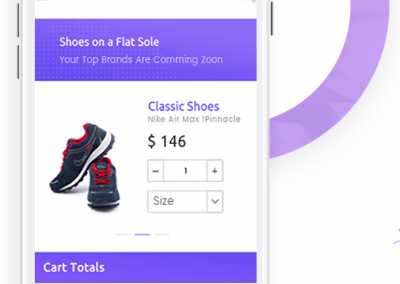 Shoes on a Flat Sole
Your Top Brands Are Comming Zoon
Classic Shoes
Nike Air Max 1Pinnacle
$ 146
− 1 +
Size
Cart Totals